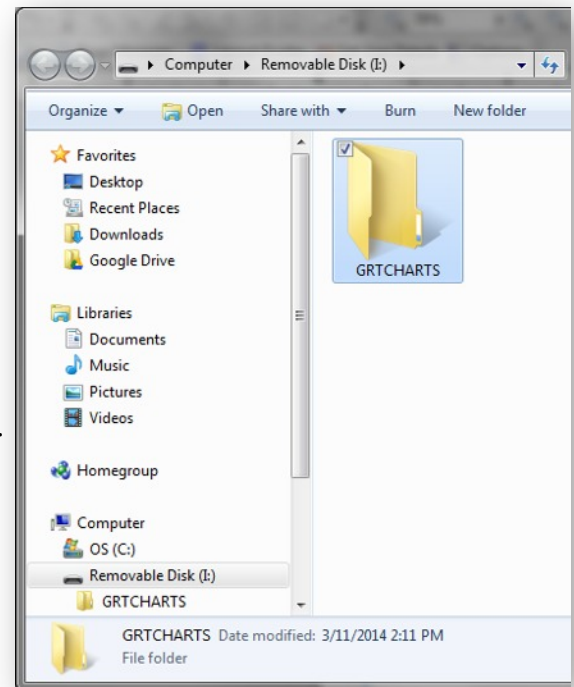 Computer Removable Disk (I:)
Organize Open Share with Burn New folder
Favorites
Desktop
Recent Places
Downloads
Google Drive
Libraries
Documents
Music
Pictures
Videos
Homegroup
Computer
OS (C:)
Removable Disk (I:)
GRTCHARTS
GRTCHARTS
GRTCHARTS Date modified: 3/11/2014 2:11 PM
File folder